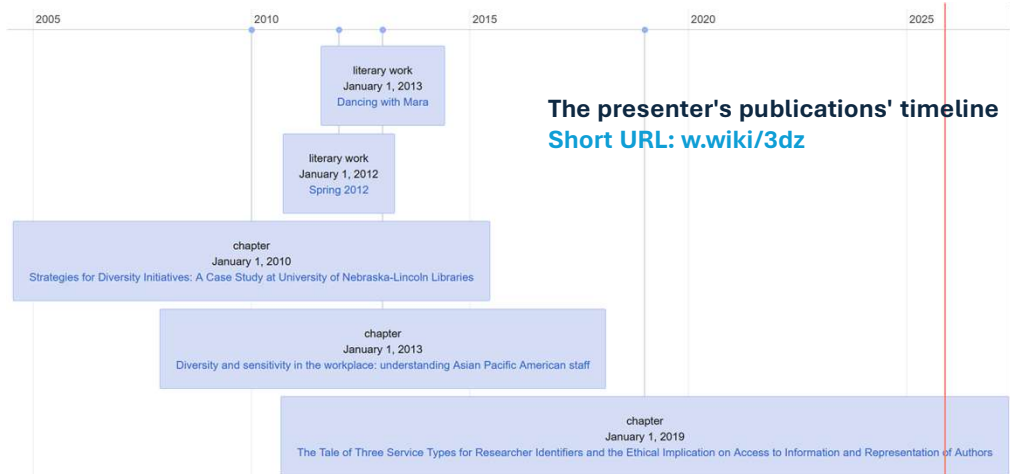 2005 2010 2015 2020 2025
literary work
January 1, 2013
Dancing with Mara
The presenter's publications' timeline
Short URL: w.wiki/3dz
literary work
January 1, 2012
Spring 2012
chapter
January 1, 2010
Strategies for Diversity Initiatives: A Case Study at University of Nebraska-Lincoln Libraries
chapter
January 1, 2013
Diversity and sensitivity in the workplace: understanding Asian Pacific American staff
chapter
January 1, 2019
The Tale of Three Service Types for Researcher Identifiers and the Ethical Implication on Access to Information and Representation of Authors